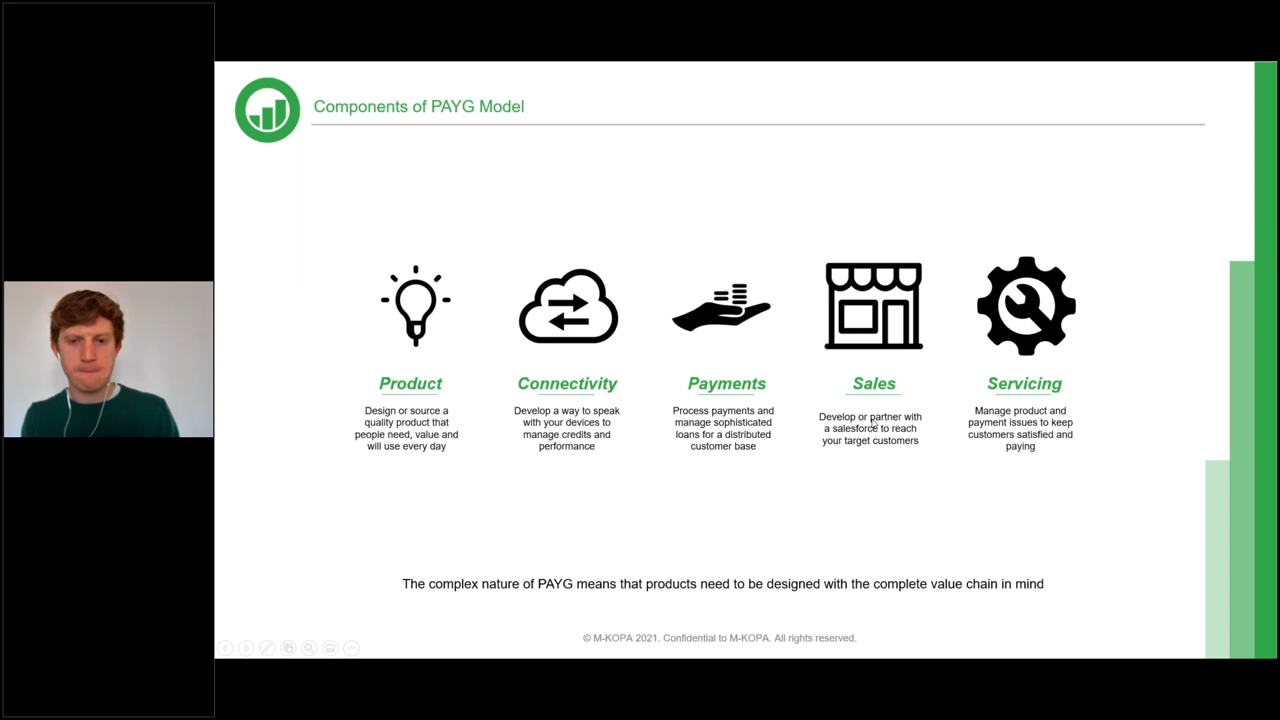 Components of PAYG Model
Product
Design or source a
quality product that
people need, value and
will use every day
Connectivity
Develop a way to speak
with your devices to
manage credits and
performance
Payments
Process payments and
manage sophisticated
loans for a distributed
customer base
Sales
Develop or partner with
a salesforce to reach
your target customers
Servicing
Manage product and
payment issues to keep
customers satisfied and
paying
The complex nature of PAYG means that products need to be designed with the complete value chain in mind
© M-KOPA 2021. Confidential to M-KOPA. All rights reserved.